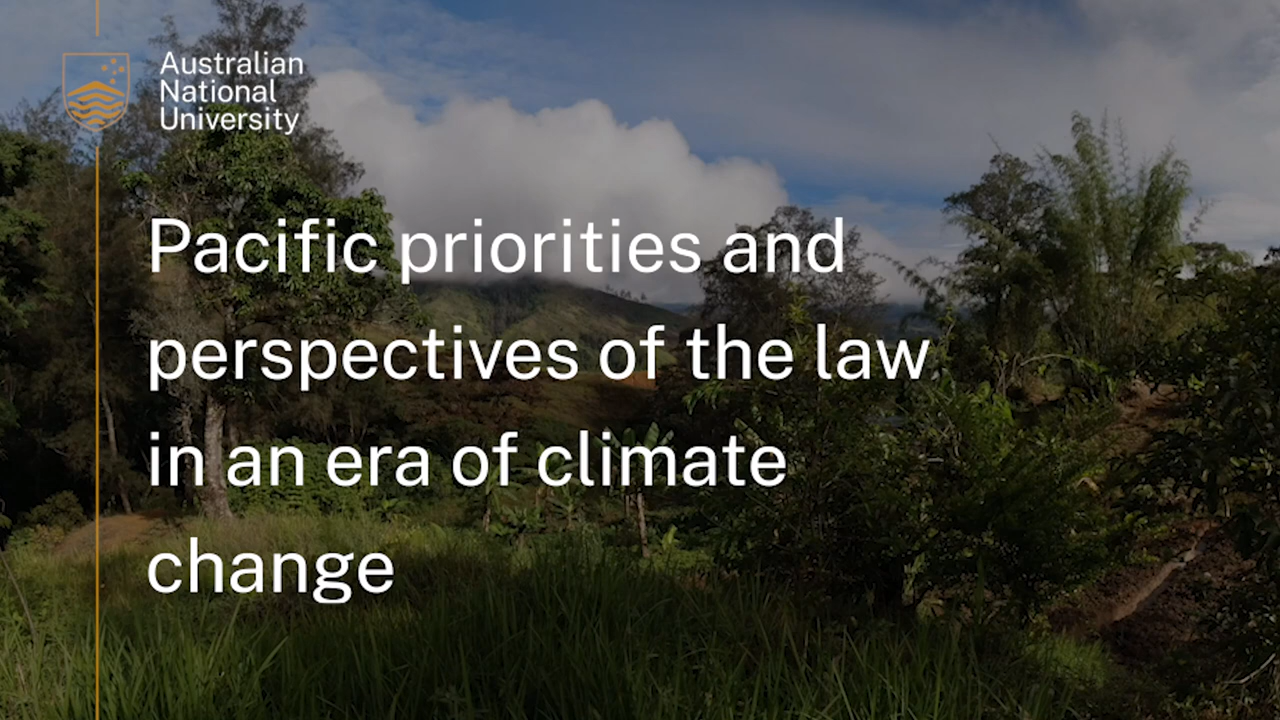 Australian
National
University
Pacific priorities and
perspectives of the law
in an era of climate
change